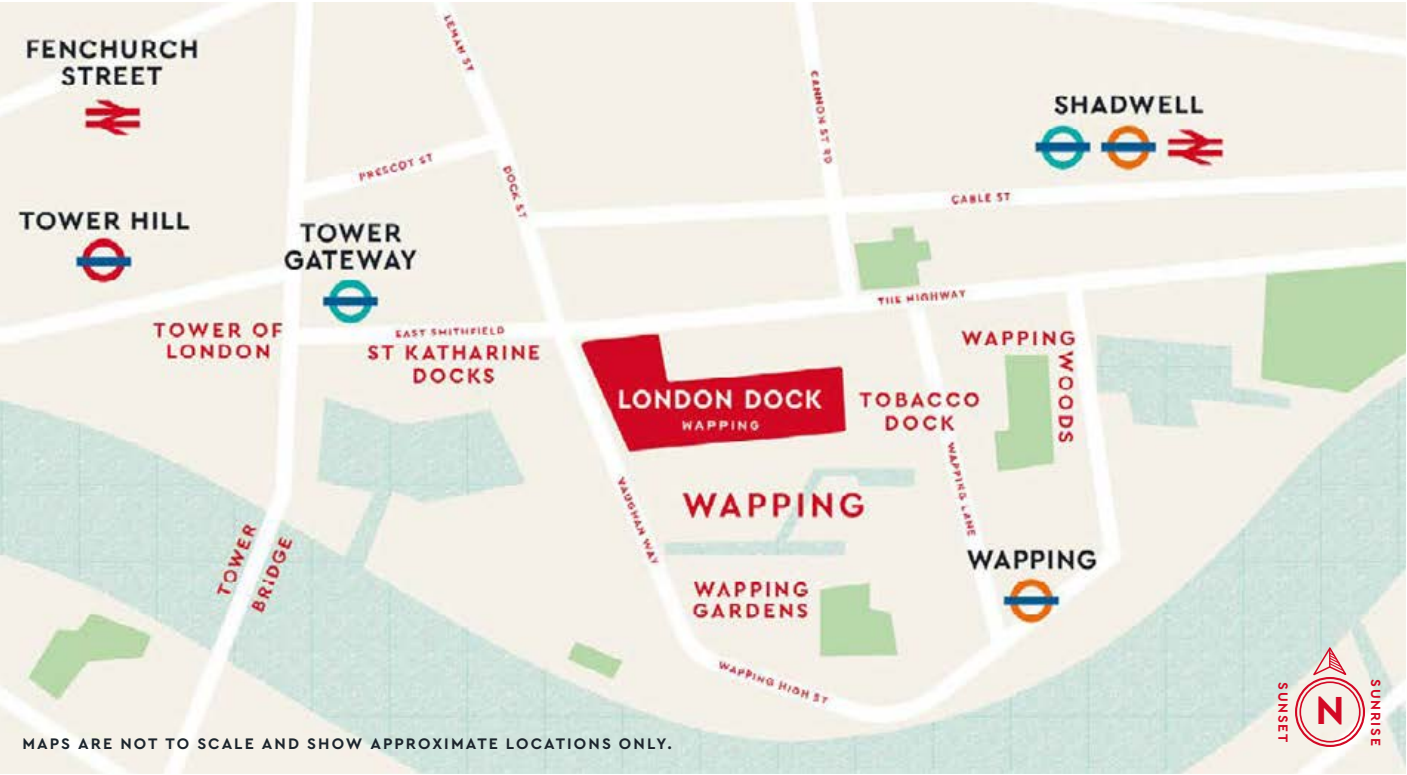 LEMAN ST
FENCHURCH
STREET
CANNON ST RD
SHADWELL
PRESCOT ST
DOCK ST
CABLE ST
TOWER HILL
TOWER
GATEWAY
THE HIGHWAY
TOWER OF
LONDON
EAST SMITHFIELD
ST KATHARINE
DOCKS
WAPPING
WOODS
LONDON DOCK
WAPPING
TOBACCO
DOCK
WAPPING LANE
VAUGHAN WAY
WAPPING
TOWER
BRIDGE
WAPPING
WAPPING
GARDENS
WAPPING HIGH ST
SUNSET
N
SUNRISE
MAPS ARE NOT TO SCALE AND SHOW APPROXIMATE LOCATIONS ONLY.